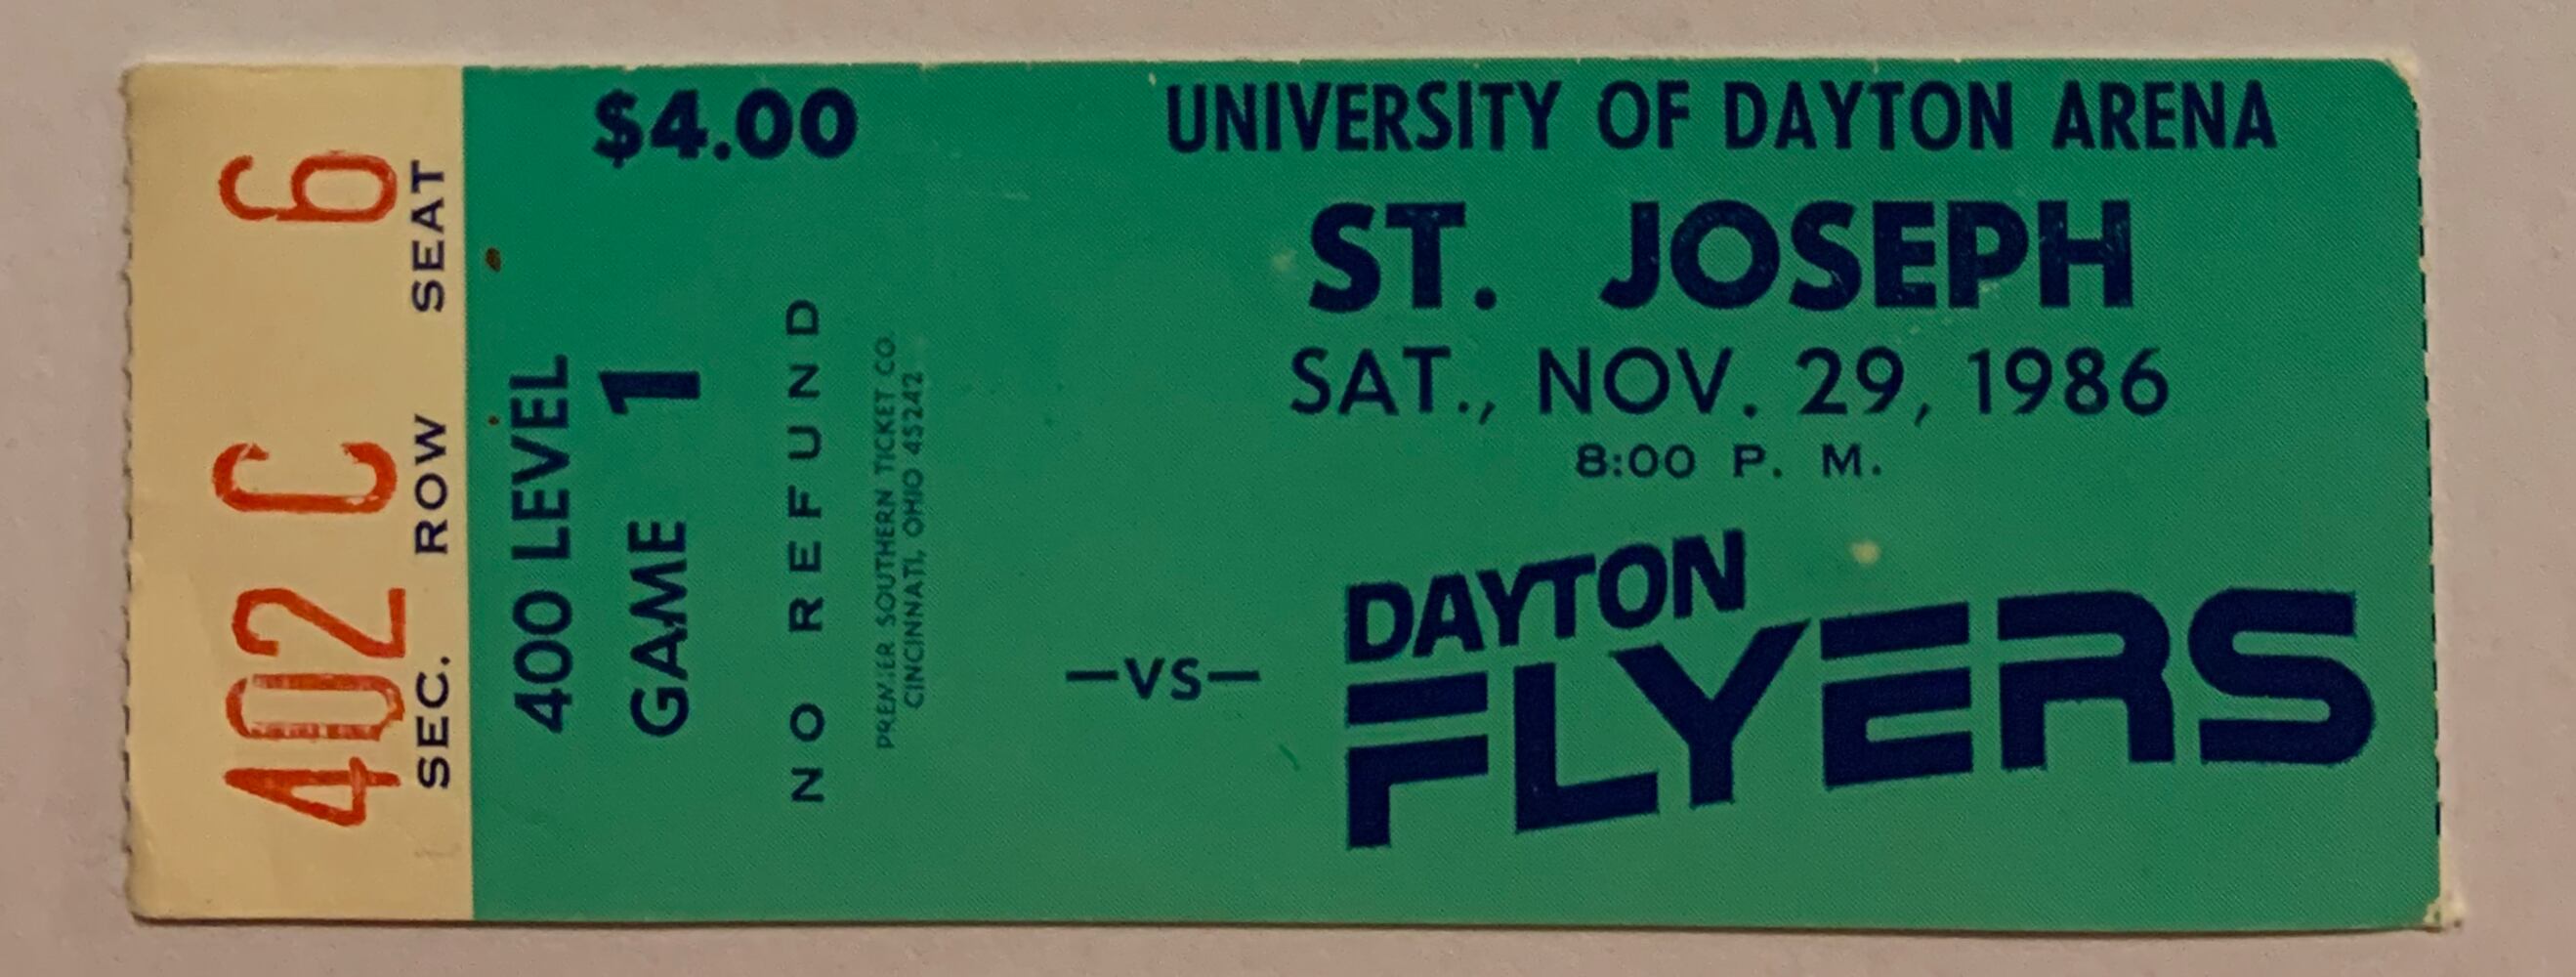 402 C 6
SEC. ROW SEAT
400 LEVEL
GAME 1
$4.00
NO REFUND
PREMIER SOUTHERN TICKET CO.
CINCINNATI, OHIO 45242
UNIVERSITY OF DAYTON ARENA
ST. JOSEPH
SAT., NOV. 29, 1986
8:00 P. M.
—VS—
DAYTON
FLYERS